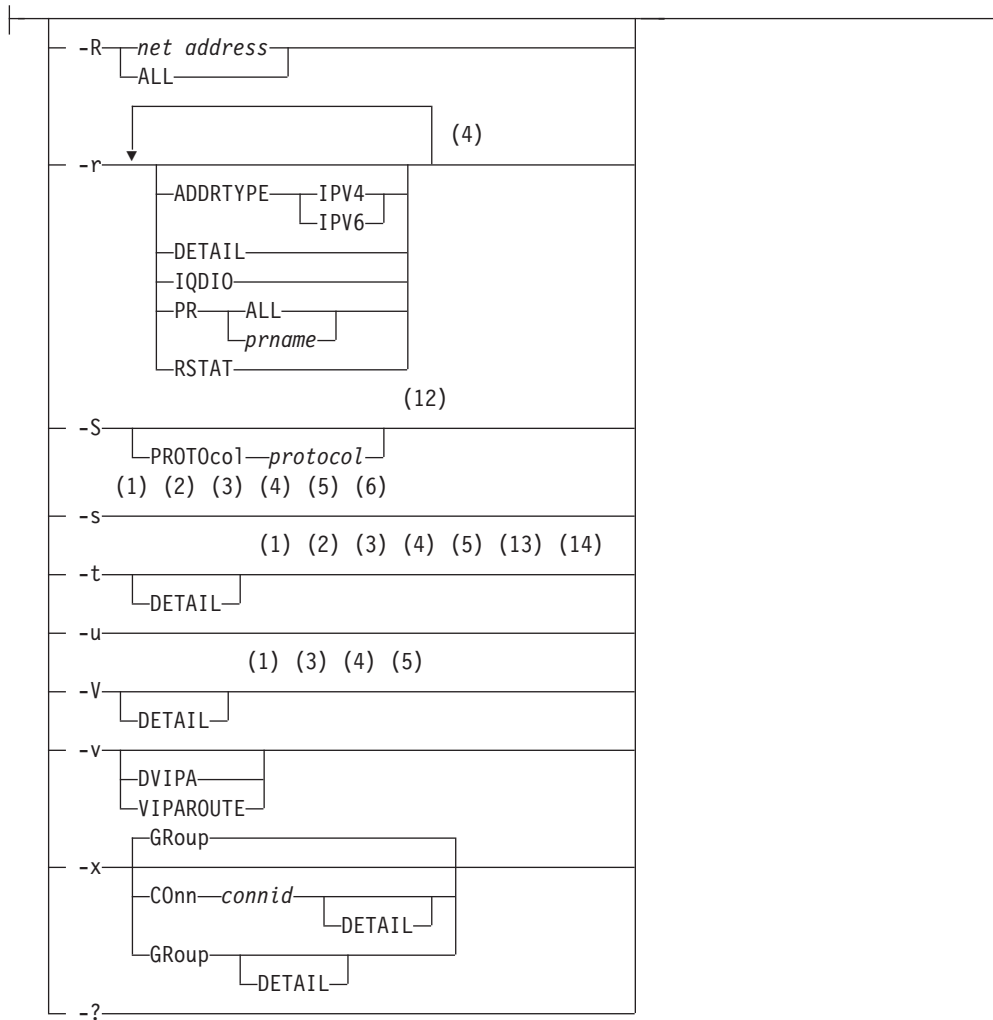 -R net address
ALL
(4)
-r
ADDRTYPE IPV4
IPV6
DETAIL
IQDIO
PR ALL
prname
RSTAT
(12)
-S
PROTOcol protocol
(1) (2) (3) (4) (5) (6)
-s
(1) (2) (3) (4) (5) (13) (14)
-t
DETAIL
-u
(1) (3) (4) (5)
-V
DETAIL
-v
DVIPA
VIPAROUTE
GRoup
-x
COnn connid
DETAIL
GRoup
DETAIL
-?